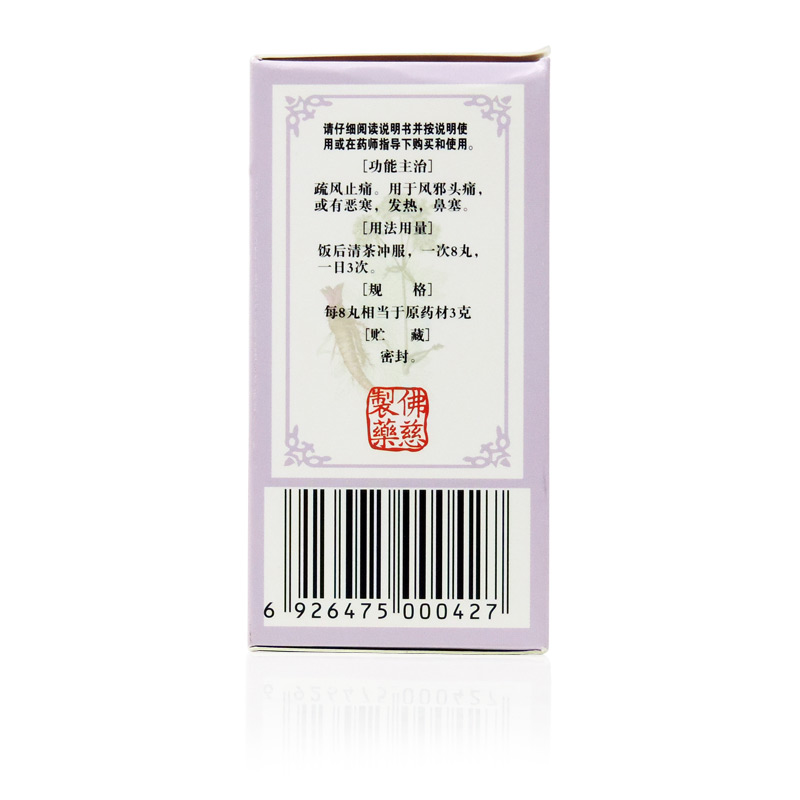 请仔细阅读说明书并按说明使
用或在药师指导下购买和使用。
[功能主治]
疏风止痛。用于风邪头痛，
或有恶寒，发热，鼻塞。
[用法用量]
饭后清茶冲服，一次8丸，
一日3次。
[规 格]
每8丸相当于原药材3克
[贮 藏]
密封。
佛慈
製藥
6 926475 000427